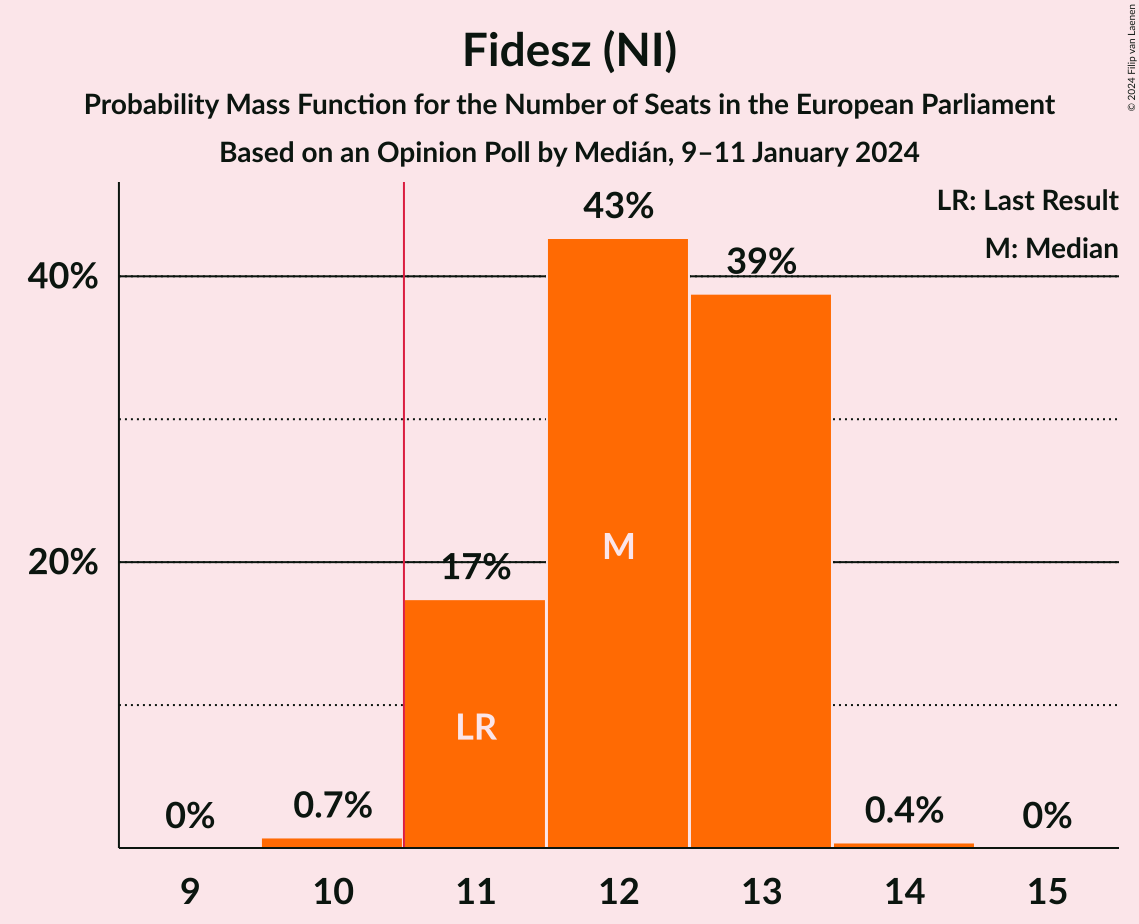 Fidesz (NI)
Probability Mass Function for the Number of Seats in the European Parliament
Based on an Opinion Poll by Medián, 9–11 January 2024
© 2024 Filip van Laenen
LR: Last Result
M: Median
43%
39%
40%
17%
20%
M
LR
0%
0.7%
0.4%
0%
9
10
11
12
13
14
15